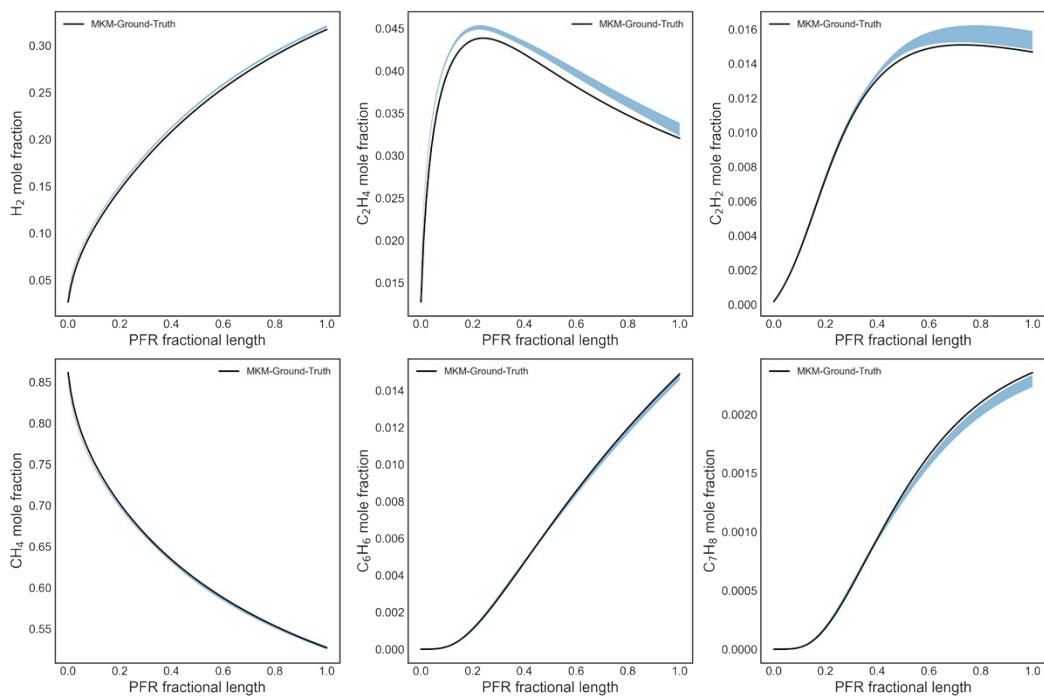 MKM-Ground-Truth
H₂ mole fraction
0.30
0.25
0.20
0.15
0.10
0.05
0.0 0.2 0.4 0.6 0.8 1.0
PFR fractional length
MKM-Ground-Truth
C₂H₄ mole fraction
0.045
0.040
0.035
0.030
0.025
0.020
0.015
0.0 0.2 0.4 0.6 0.8 1.0
PFR fractional length
MKM-Ground-Truth
C₂H₂ mole fraction
0.016
0.014
0.012
0.010
0.008
0.006
0.004
0.002
0.000
0.0 0.2 0.4 0.6 0.8 1.0
PFR fractional length
MKM-Ground-Truth
CH₄ mole fraction
0.85
0.80
0.75
0.70
0.65
0.60
0.55
0.0 0.2 0.4 0.6 0.8 1.0
PFR fractional length
MKM-Ground-Truth
C₆H₆ mole fraction
0.014
0.012
0.010
0.008
0.006
0.004
0.002
0.000
0.0 0.2 0.4 0.6 0.8 1.0
PFR fractional length
MKM-Ground-Truth
C₇H₈ mole fraction
0.0020
0.0015
0.0010
0.0005
0.0000
0.0 0.2 0.4 0.6 0.8 1.0
PFR fractional length